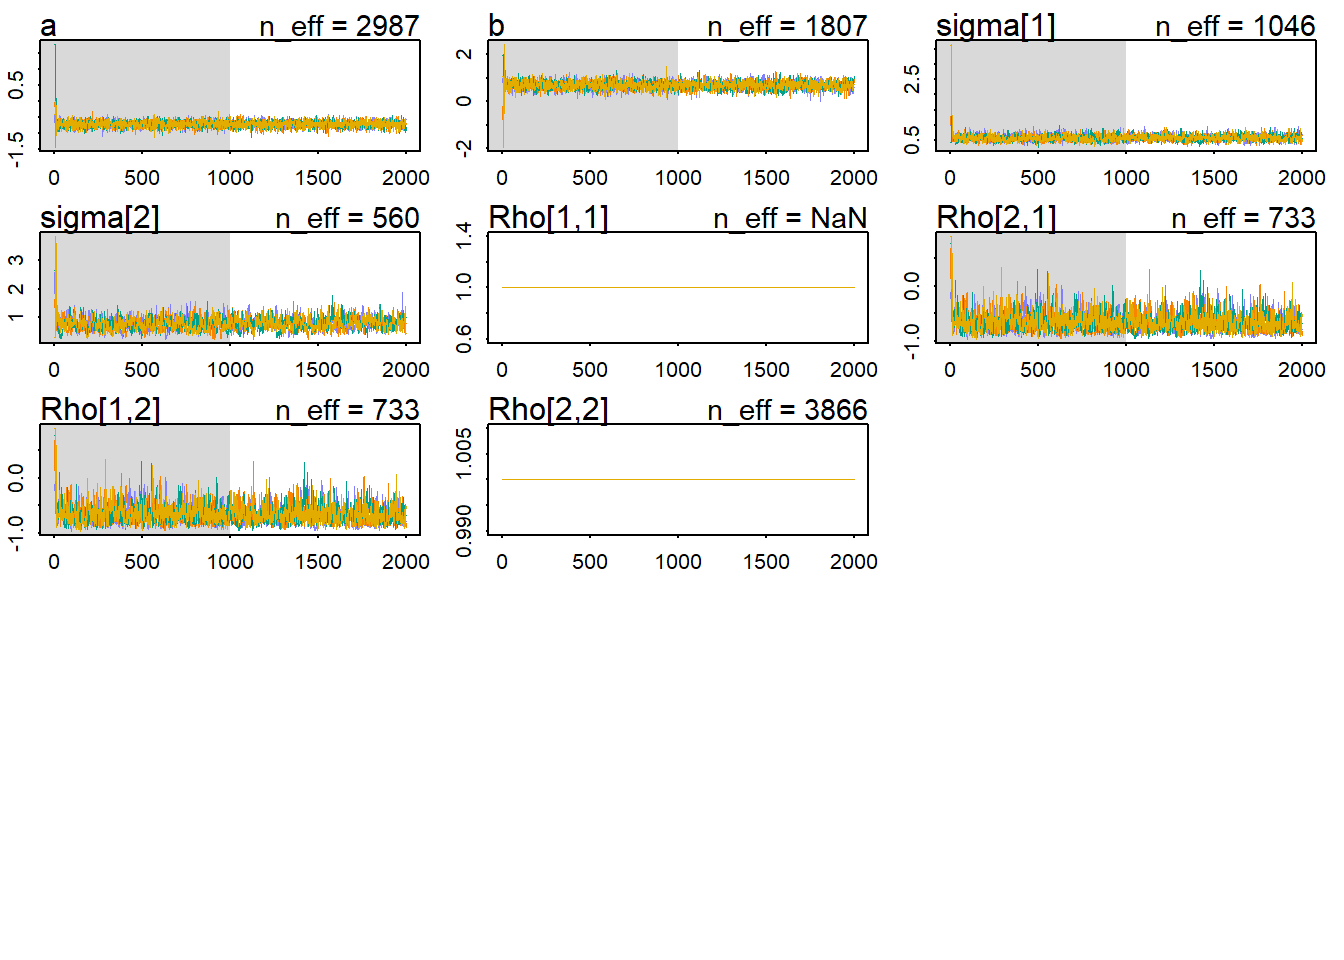 a n_eff = 2987
0.5
-1.5
0 500 1000 1500 2000
b n_eff = 1807
2
0
-2
0 500 1000 1500 2000
sigma[1] n_eff = 1046
2.5
0.5
0 500 1000 1500 2000
sigma[2] n_eff = 560
3
2
1
0 500 1000 1500 2000
Rho[1,1] n_eff = NaN
1.4
1.0
0.6
0 500 1000 1500 2000
Rho[2,1] n_eff = 733
0.0
-1.0
0 500 1000 1500 2000
Rho[1,2] n_eff = 733
0.0
-1.0
0 500 1000 1500 2000
Rho[2,2] n_eff = 3866
1.005
0.990
0 500 1000 1500 2000